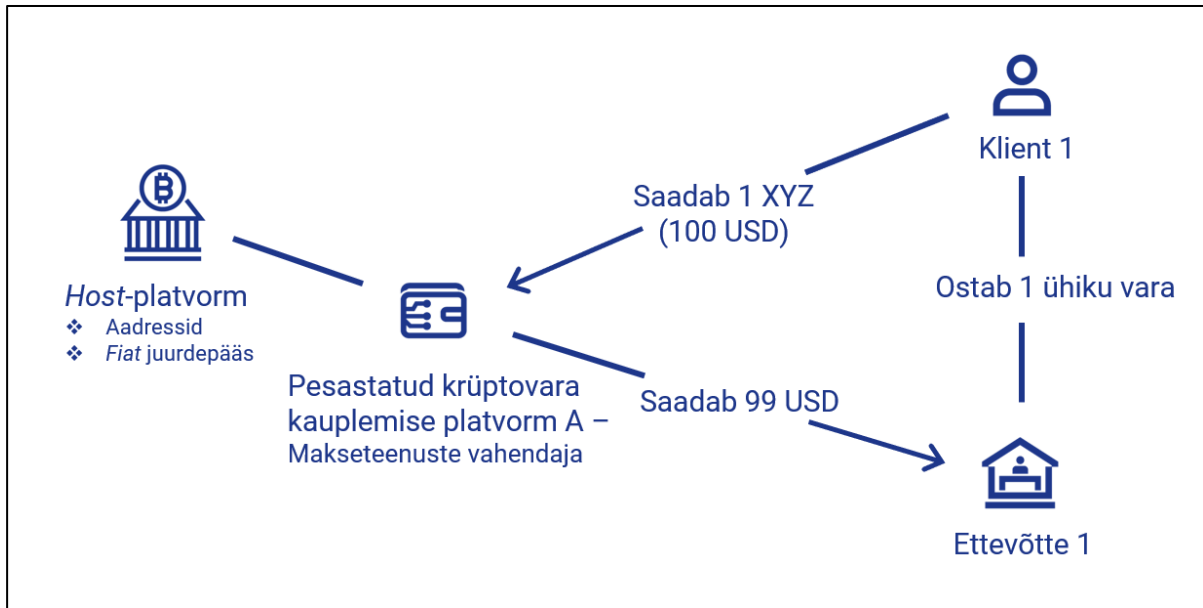 Klient 1
Saadab 1 XYZ
(100 USD)
Host-platvorm
❖ Aadressid
❖ Fiat juurdepääs
Ostab 1 ühiku vara
Pesastatud krüptovara
kauplemise platvorm A –
Makseteenuste vahendaja
Saadab 99 USD
Ettevõtte 1